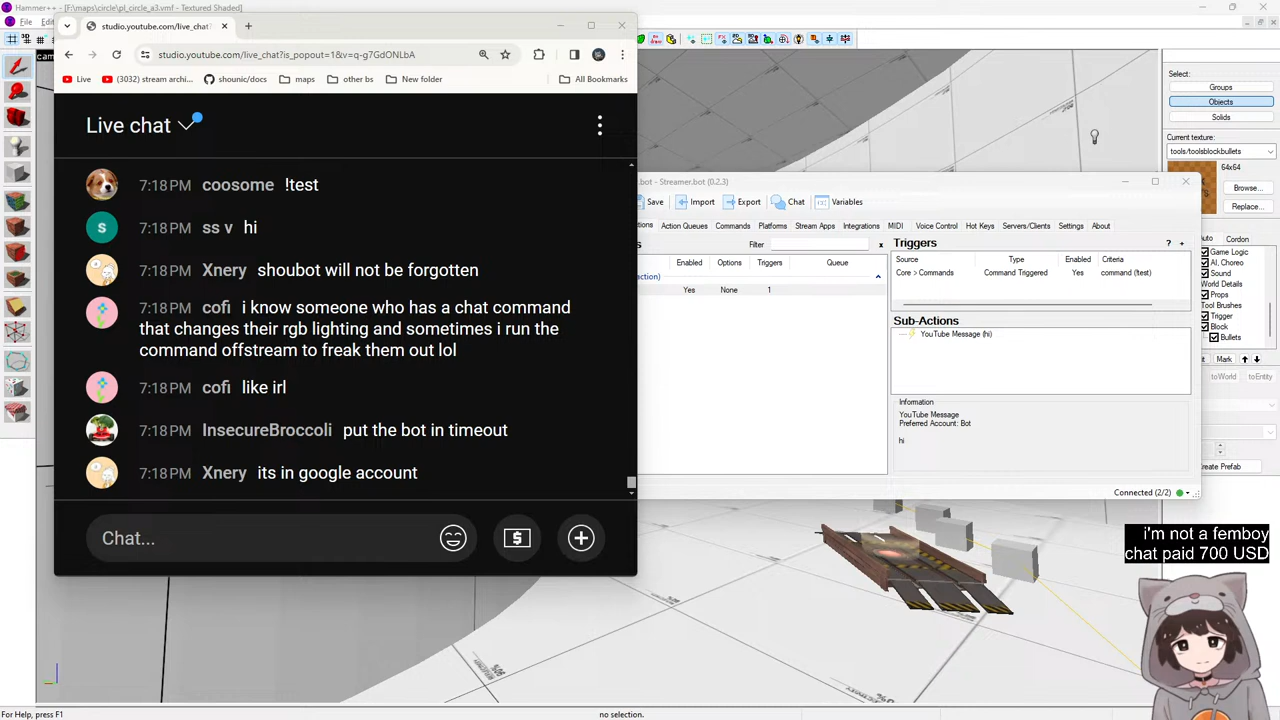 Hammer++ - [F:\maps\circle\pl_circle_a3.vmf - Textured Shaded]
File
studio.youtube.com/live_chat?
studio.youtube.com/live_chat?is_popout=1&v=q-g7GdONLbA
Live
(3032) stream archi...
shounic/docs
maps
other bs
New folder
All Bookmarks
Live chat
7:18 PM coosome !test
7:18 PM ss v hi
7:18 PM Xnery shoubot will not be forgotten
7:18 PM cofi i know someone who has a chat command
that changes their rgb lighting and sometimes i run the
command offstream to freak them out lol
7:18 PM cofi like irl
7:18 PM InsecureBroccoli put the bot in timeout
7:18 PM Xnery its in google account
Chat...
.bot - Streamer.bot (0.2.3)
Save
Import
Export
Chat
Variables
Action Queues
Commands
Platforms
Stream Apps
Integrations
MIDI
Voice Control
Hot Keys
Servers/Clients
Settings
About
Filter
x
Enabled
Options
Triggers
Queue
Yes
None
1
Triggers
? +
Source
Type
Enabled
Criteria
Core > Commands
Command Triggered
Yes
command (!test)
Sub-Actions
YouTube Message (hi)
Information
YouTube Message
Preferred Account: Bot
hi
Connected (2/2)
Select:
Groups
Objects
Solids
Current texture:
tools/toolsblockbullets
64x64
Browse...
Replace...
Auto
Cordon
Game Logic
AI, Choreo
Sound
World Details
Props
Tool Brushes
Trigger
Block
Bullets
Mark
toWorld
toEntity
Create Prefab
i'm not a femboy
chat paid 700 USD
For Help, press F1
no selection.